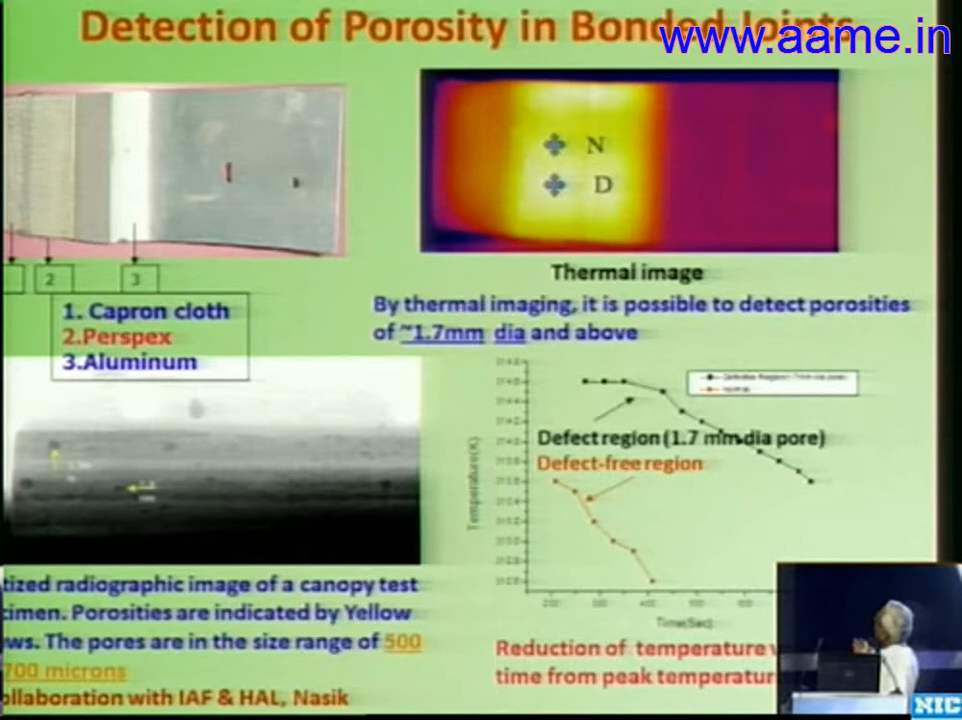 Detection of Porosity in Bonded Joints
www.aame.in
N
D
2
3
Thermal image
1. Capron cloth
2.Perspex
3.Aluminum
By thermal imaging, it is possible to detect porosities
of ~1.7mm dia and above
Defect region (1.7 mm dia pore)
Defect-free region
Temperature(K)
Time(Sec)
tized radiographic image of a canopy test
cimen. Porosities are indicated by Yellow
ws. The pores are in the size range of 500
700 microns
ollaboration with IAF & HAL, Nasik
Reduction of temperature
time from peak temperatur
NIC